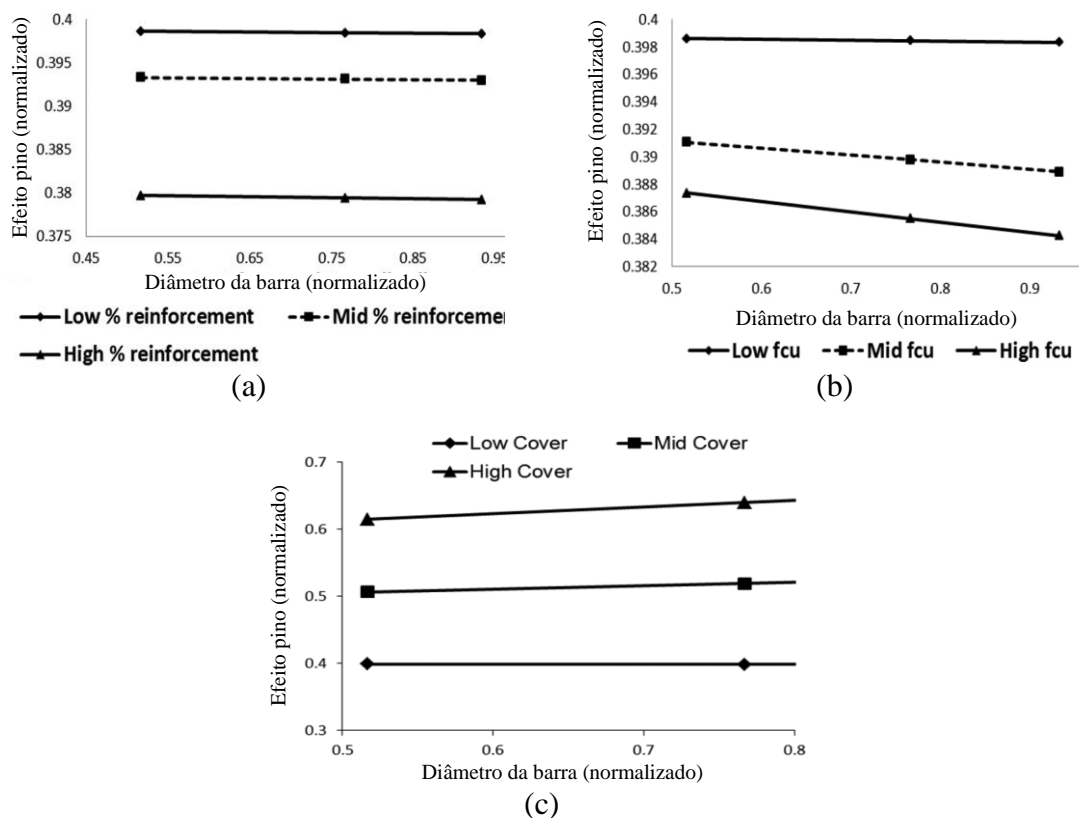 0.4
0.395
0.39
0.385
0.38
0.375
Efeito pino (normalizado)
0.45 0.55 0.65 0.75 0.85 0.95
Diâmetro da barra (normalizado)
Low % reinforcement Mid % reinforcemer
High % reinforcement
(a)
0.4
0.398
0.396
0.394
0.392
0.39
0.388
0.386
0.384
0.382
Efeito pino (normalizado)
0.5 0.6 0.7 0.8 0.9
Diâmetro da barra (normalizado)
Low fcu Mid fcu High fcu
(b)
Low Cover Mid Cover
High Cover
0.7
0.6
0.5
0.4
0.3
Efeito pino (normalizado)
0.5 0.6 0.7 0.8
Diâmetro da barra (normalizado)
(c)